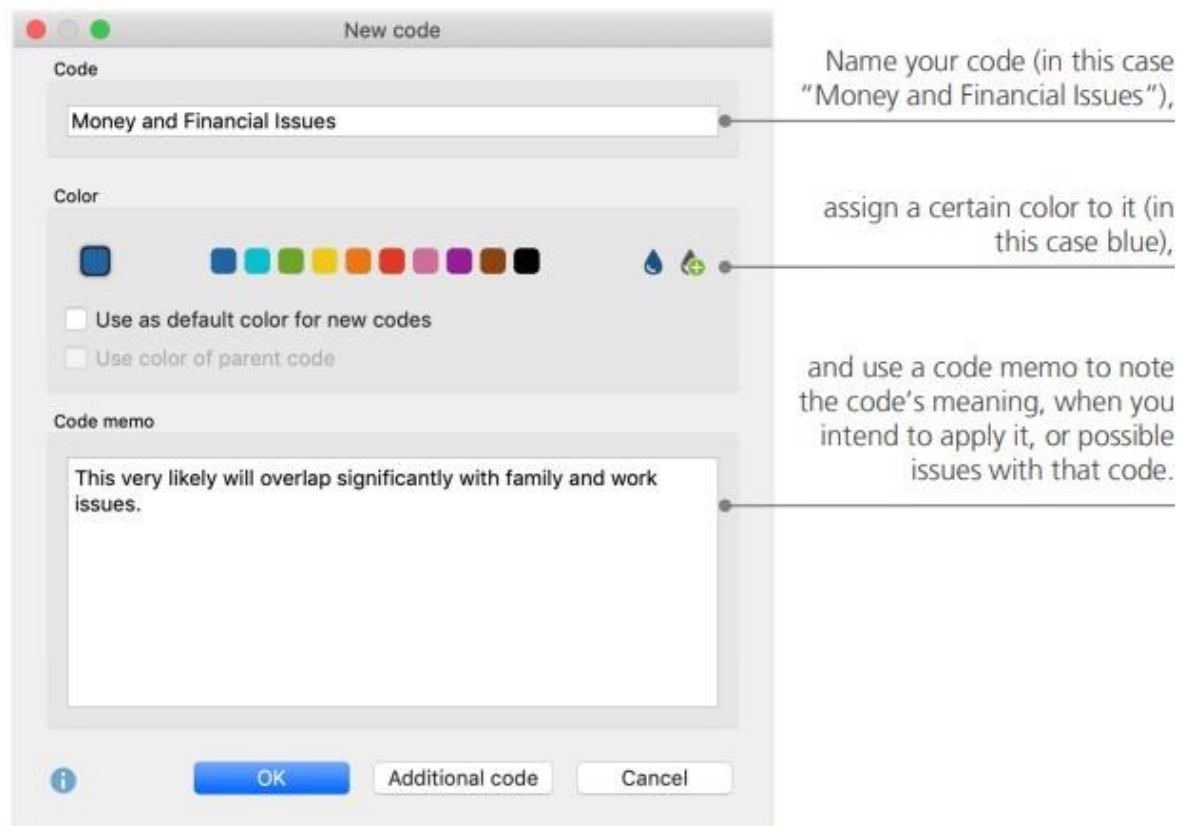 New code
Code
Money and Financial Issues
Name your code (in this case
"Money and Financial Issues"),
Color
assign a certain color to it (in
this case blue),
Use as default color for new codes
Use color of parent code
and use a code memo to note
the code's meaning, when you
intend to apply it, or possible
issues with that code.
Code memo
This very likely will overlap significantly with family and work
issues.
OK
Additional code
Cancel